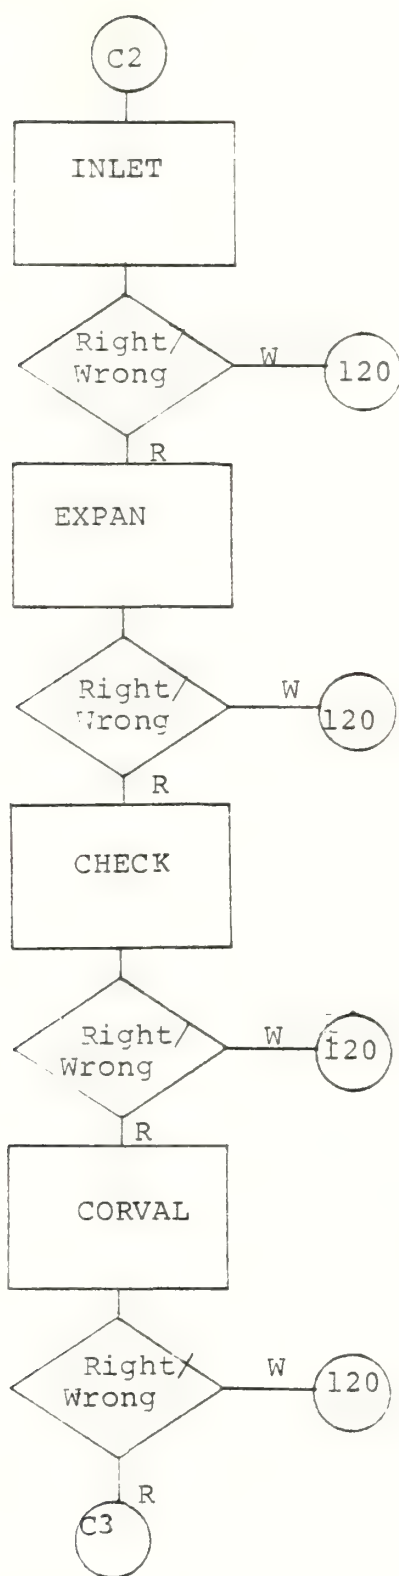 C2
INLET
Right/
Wrong
W
120
R
EXPAN
Right/
Wrong
W
120
R
CHECK
Right/
Wrong
W
120
R
CORVAL
Right/
Wrong
W
120
R
C3